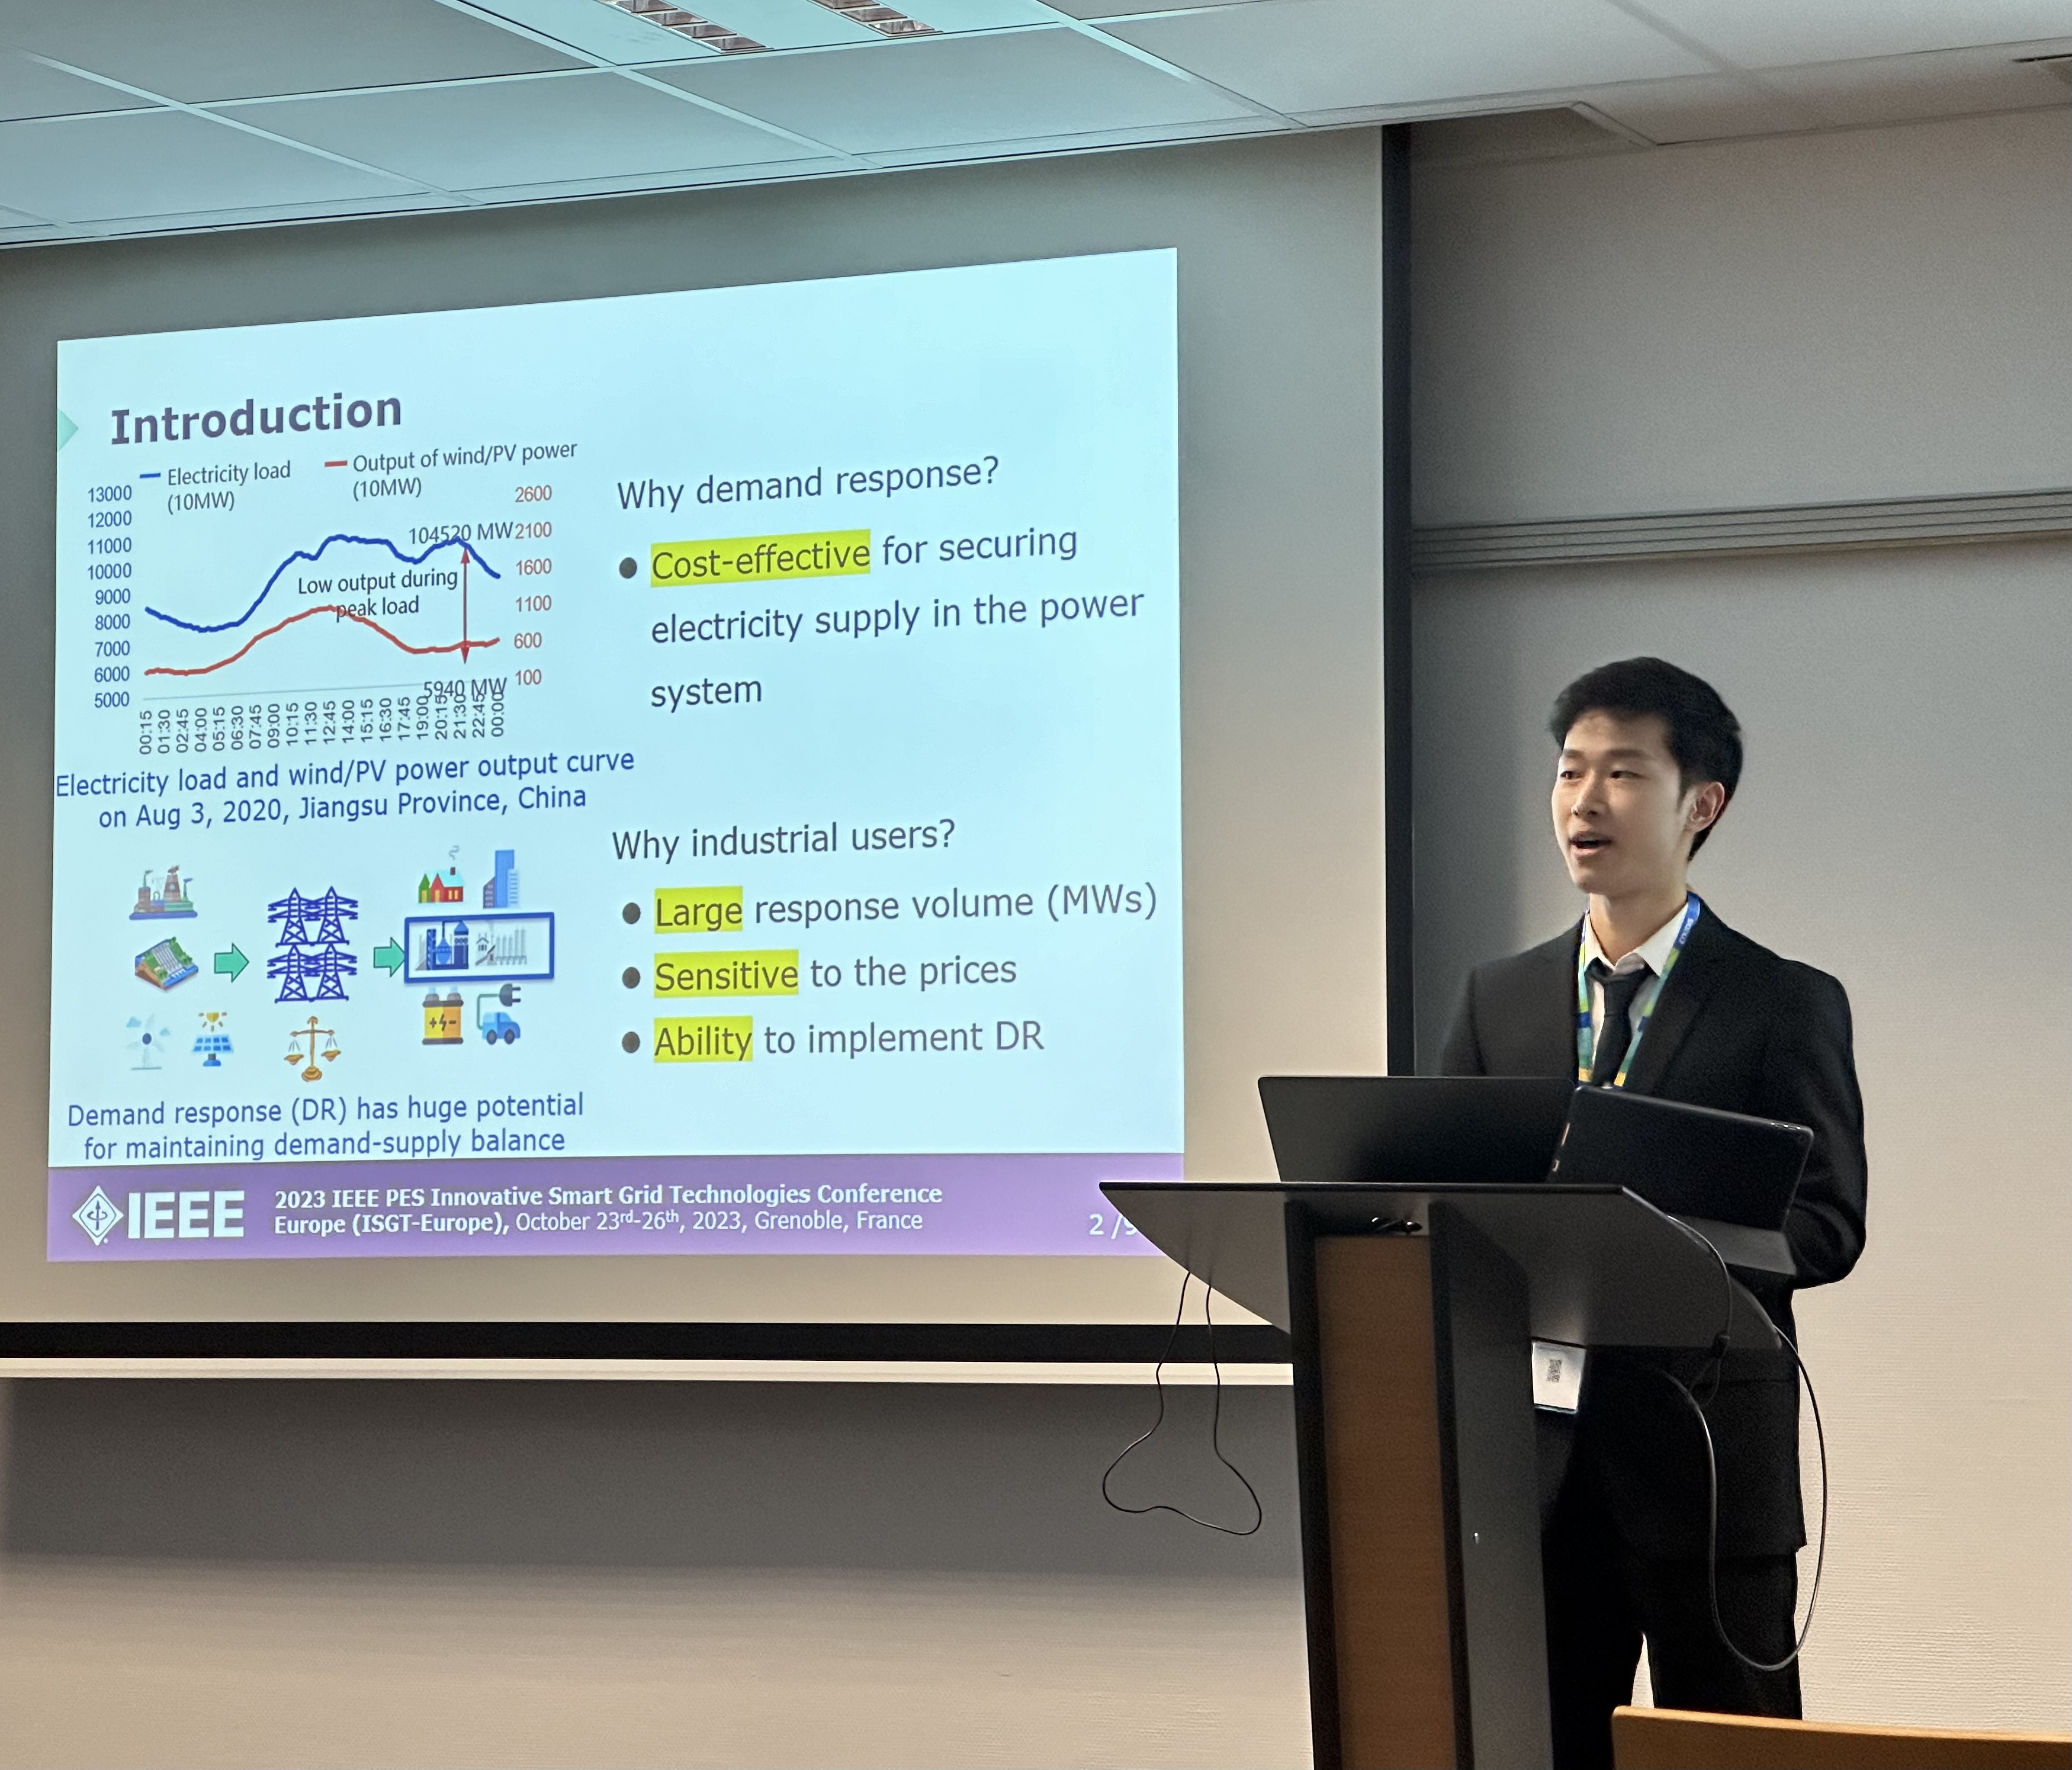 Introduction
Electricity load
(10MW)
Output of wind/PV power
(10MW)
13000
12000
11000
10000
9000
8000
7000
6000
5000
2600
2100
1600
1100
600
100
104520 MW
Low output during
peak load
5940 MW
00:15
01:30
02:45
04:00
05:15
06:30
07:45
09:00
10:15
11:30
12:45
14:00
15:15
16:30
17:45
19:00
20:15
21:30
22:45
00:00
Electricity load and wind/PV power output curve
on Aug 3, 2020, Jiangsu Province, China
Demand response (DR) has huge potential
for maintaining demand-supply balance
Why demand response?
● Cost-effective for securing
electricity supply in the power
system
Why industrial users?
● Large response volume (MWs)
● Sensitive to the prices
● Ability to implement DR
IEEE
2023 IEEE PES Innovative Smart Grid Technologies Conference
Europe (ISGT-Europe), October 23rd-26th, 2023, Grenoble, France
2 /9